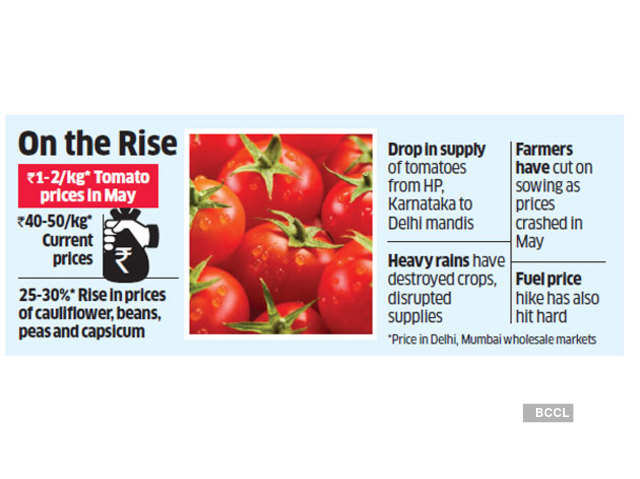 On the Rise
₹1-2/kg* Tomato
prices in May
₹40-50/kg*
Current
prices
₹
25-30%* Rise in prices
of cauliflower, beans,
peas and capsicum
Drop in supply
of tomatoes
from HP,
Karnataka to
Delhi mandis
Heavy rains have
destroyed crops,
disrupted
supplies
Farmers
have cut on
sowing as
prices
crashed in
May
Fuel price
hike has also
hit hard
*Price in Delhi, Mumbai wholesale markets
BCCL